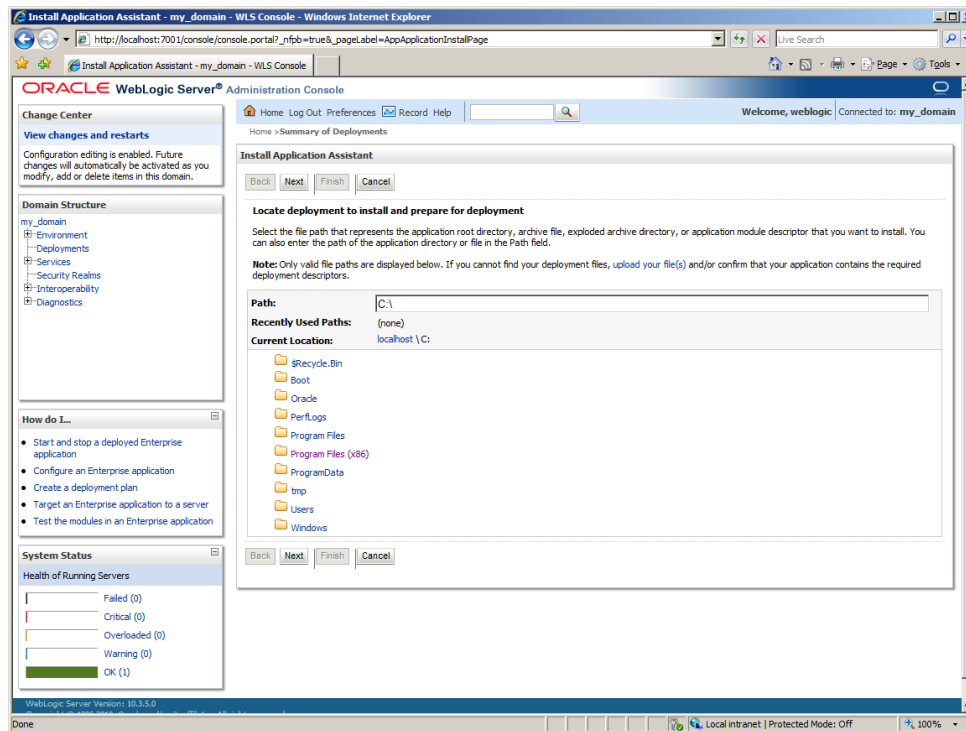 Install Application Assistant - my_domain - WLS Console - Windows Internet Explorer
http://localhost:7001/console/console.portal?_nfpb=true&_pageLabel=AppApplicationInstallPage
Live Search
Install Application Assistant - my_domain - WLS Console
Page
Tools
ORACLE WebLogic Server® Administration Console
Change Center
View changes and restarts
Configuration editing is enabled. Future
changes will automatically be activated as you
modify, add or delete items in this domain.
Domain Structure
my_domain
Environment
Deployments
Services
Security Realms
Interoperability
Diagnostics
How do I...
Start and stop a deployed Enterprise
application
Configure an Enterprise application
Create a deployment plan
Target an Enterprise application to a server
Test the modules in an Enterprise application
System Status
Health of Running Servers
Failed (0)
Critical (0)
Overloaded (0)
Warning (0)
OK (1)
Home Log Out Preferences Record Help
Welcome, weblogic Connected to: my_domain
Home >Summary of Deployments
Install Application Assistant
Back Next Finish Cancel
Locate deployment to install and prepare for deployment
Select the file path that represents the application root directory, archive file, exploded archive directory, or application module descriptor that you want to install. You
can also enter the path of the application directory or file in the Path field.
Note: Only valid file paths are displayed below. If you cannot find your deployment files, upload your file(s) and/or confirm that your application contains the required
deployment descriptors.
Path: C:\
Recently Used Paths: (none)
Current Location: localhost \ C:
$Recycle.Bin
Boot
Oracle
PerfLogs
Program Files
Program Files (x86)
ProgramData
tmp
Users
Windows
Back Next Finish Cancel
WebLogic Server Version: 10.3.5.0
Done
Local intranet | Protected Mode: Off
100%